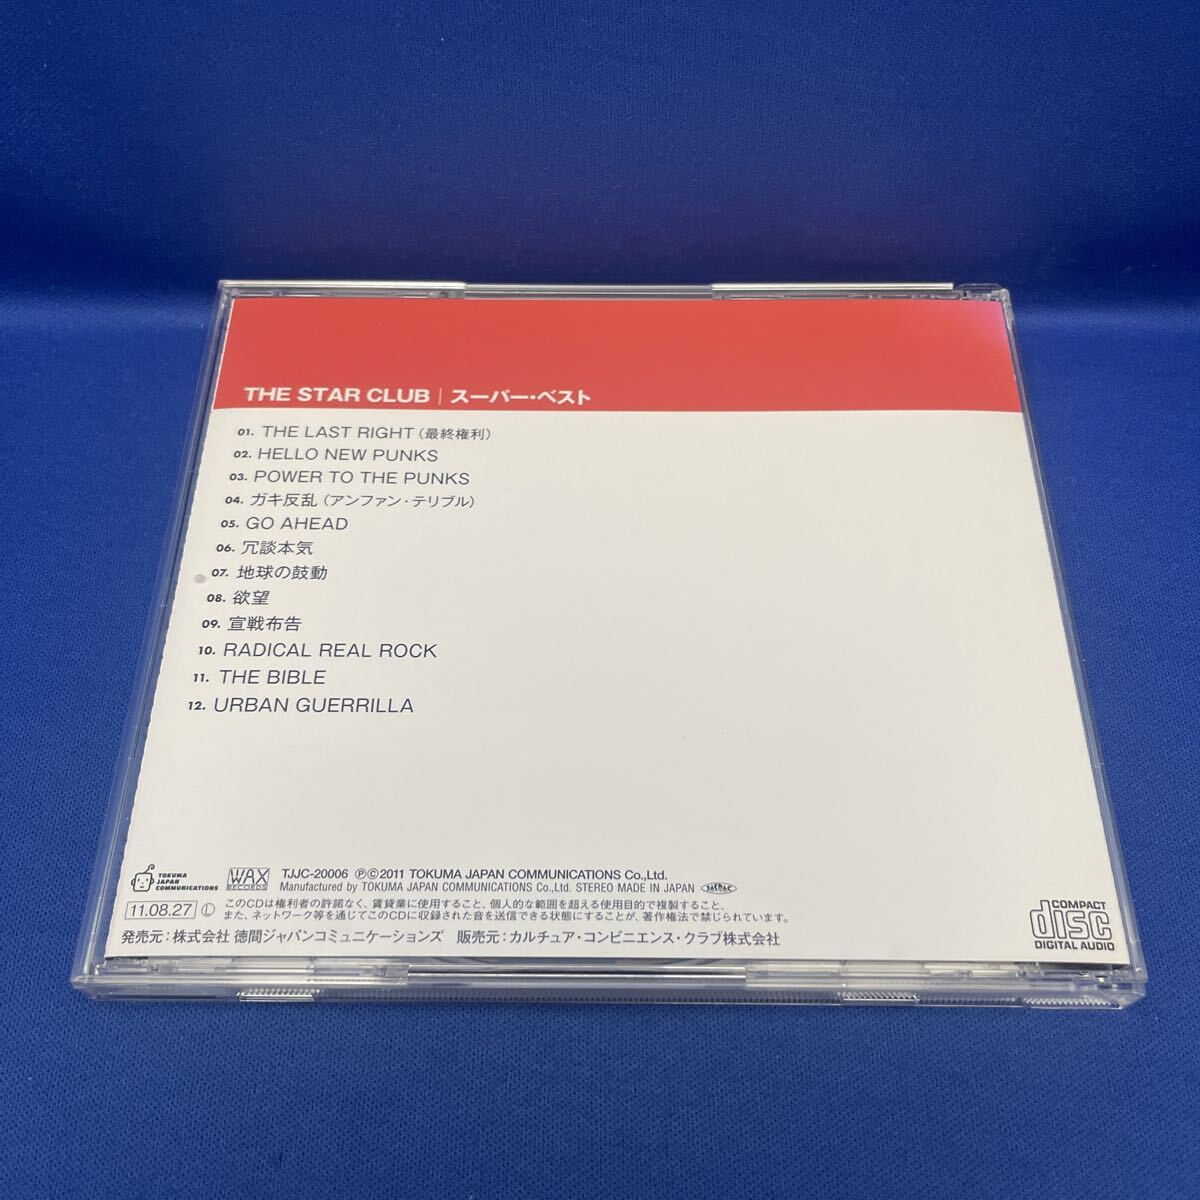 THE STAR CLUB｜スーパー・ベスト
01. THE LAST RIGHT（最終権利）
02. HELLO NEW PUNKS
03. POWER TO THE PUNKS
04. ガキ反乱（アンファン・テリブル）
05. GO AHEAD
06. 冗談本気
07. 地球の鼓動
08. 欲望
09. 宣戦布告
10. RADICAL REAL ROCK
11. THE BIBLE
12. URBAN GUERRILLA
TOKUMA
JAPAN
COMMUNICATIONS
WAX
RECORDS
TJJC-20006 ℗©2011 TOKUMA JAPAN COMMUNICATIONS Co.,Ltd.
Manufactured by TOKUMA JAPAN COMMUNICATIONS Co.,Ltd. STEREO MADE IN JAPAN JASRAC
11.08.27 Ⓛ
このCDは権利者の許諾なく、賃貸業に使用すること、個人的な範囲を超える使用目的で複製すること、
また、ネットワーク等を通じてこのCDに収録された音を送信できる状態にすることが、著作権法で禁じられています。
発売元：株式会社 徳間ジャパンコミュニケーションズ 販売元：カルチュア・コンビニエンス・クラブ株式会社
COMPACT
disc
DIGITAL AUDIO